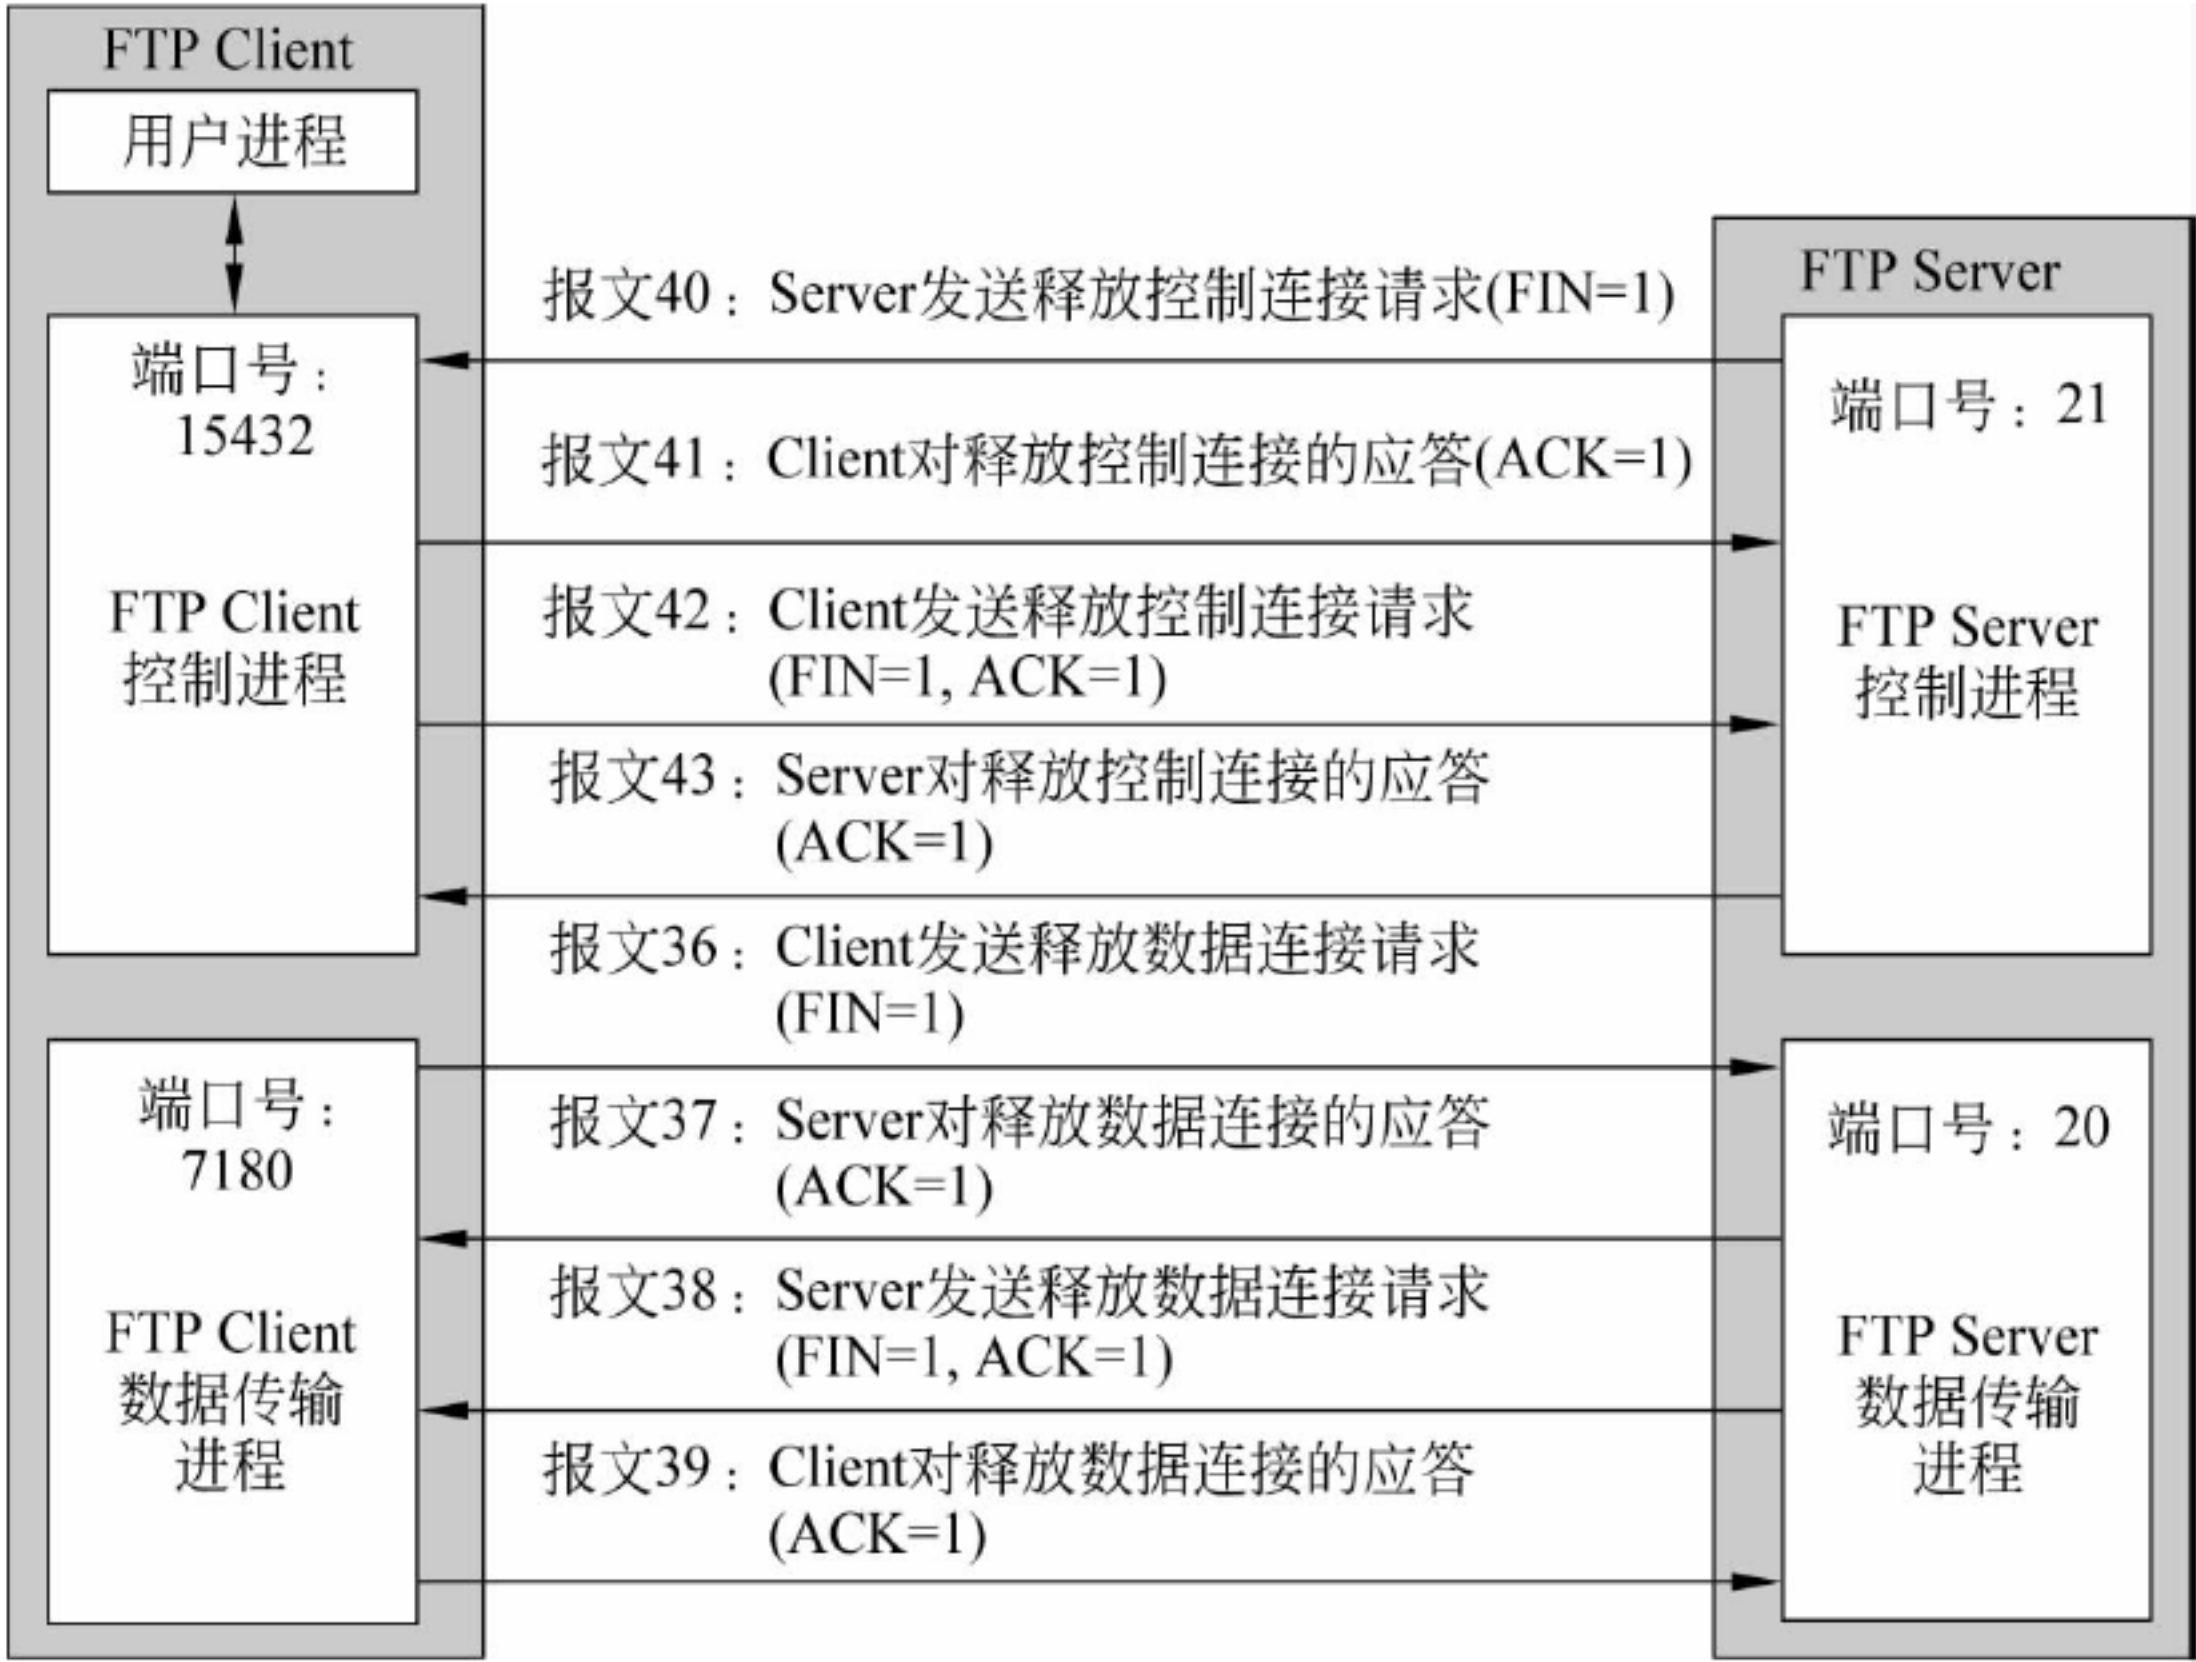 FTP Client
用户进程
端口号：
15432
FTP Client
控制进程
端口号：
7180
FTP Client
数据传输
进程
报文40：Server发送释放控制连接请求(FIN=1)
报文41：Client对释放控制连接的应答(ACK=1)
报文42：Client发送释放控制连接请求
(FIN=1, ACK=1)
报文43：Server对释放控制连接的应答
(ACK=1)
报文36：Client发送释放数据连接请求
(FIN=1)
报文37：Server对释放数据连接的应答
(ACK=1)
报文38：Server发送释放数据连接请求
(FIN=1, ACK=1)
报文39：Client对释放数据连接的应答
(ACK=1)
FTP Server
端口号：21
FTP Server
控制进程
端口号：20
FTP Server
数据传输
进程